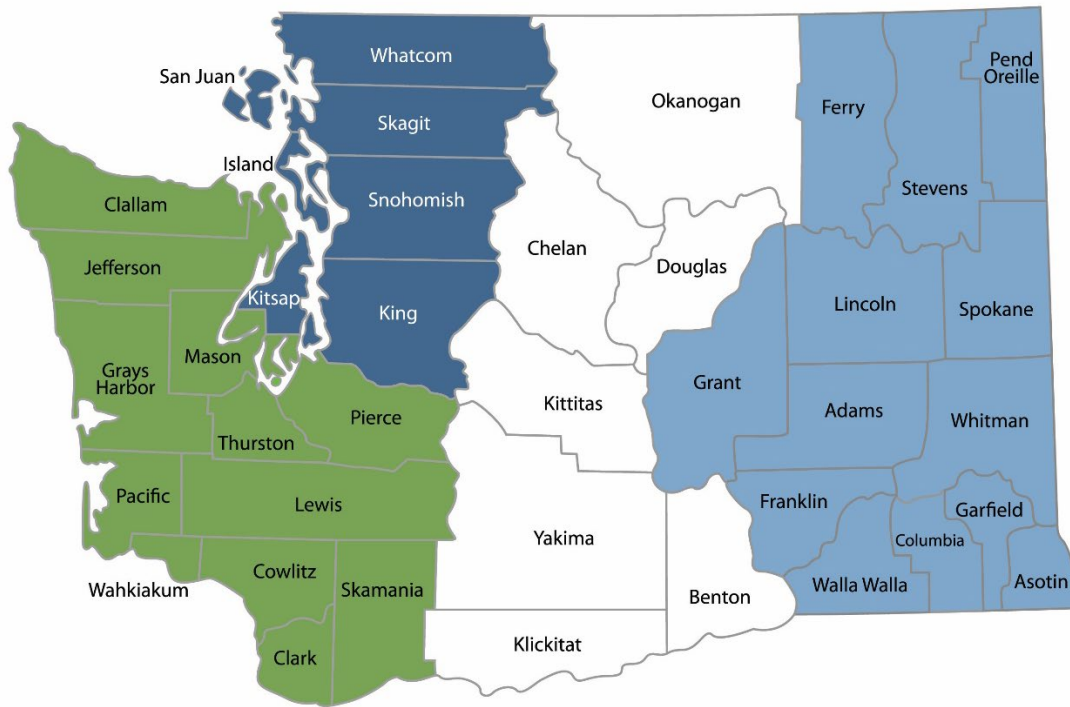 Whatcom
Pend
Oreille
San Juan
Okanogan
Ferry
Skagit
Island
Stevens
Snohomish
Clallam
Chelan
Douglas
Jefferson
Kitsap
King
Lincoln
Spokane
Mason
Grays
Harbor
Grant
Kittitas
Adams
Whitman
Pierce
Thurston
Pacific
Lewis
Franklin
Garfield
Yakima
Columbia
Wahkiakum
Cowlitz
Skamania
Benton
Walla Walla
Asotin
Klickitat
Clark